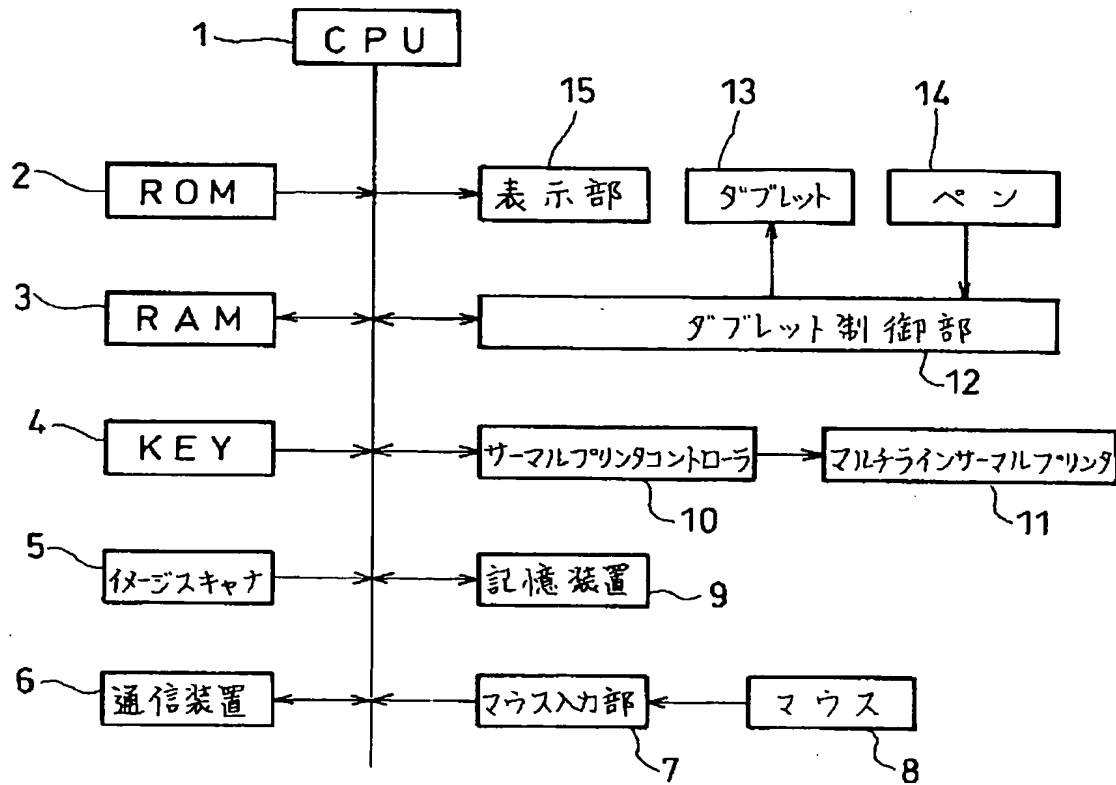 1
CPU
15
13
14
2
ROM
表示部
ダブレット
ペン
3
RAM
ダブレット制御部
12
4
KEY
サーマルプリンタコントローラ
マルチラインサーマルプリンタ
10
11
5
イメージスキャナ
記憶装置
9
6
通信装置
マウス入力部
マウス
7
8